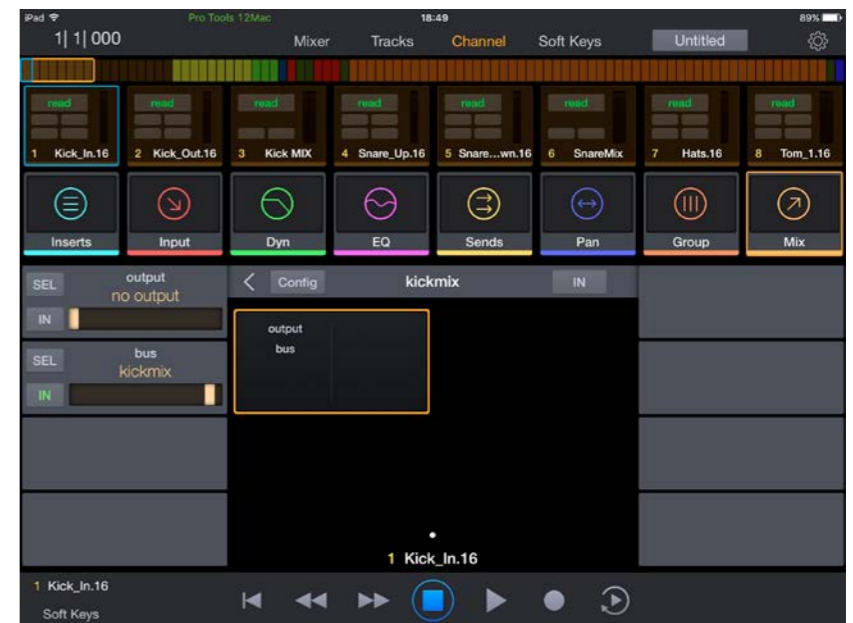 iPad Pro Tools 12Mac 18:49 89%
1| 1| 000 Mixer Tracks Channel Soft Keys Untitled
read read read read read read read read
1 Kick_In.16 2 Kick_Out.16 3 Kick MIX 4 Snare_Up.16 5 Snare...wn.16 6 SnareMix 7 Hats.16 8 Tom_1.16
Inserts Input Dyn EQ Sends Pan Group Mix
SEL output
no output
IN
Config kickmix IN
output
bus
SEL bus
kickmix
IN
1 Kick_In.16
1 Kick_In.16
Soft Keys